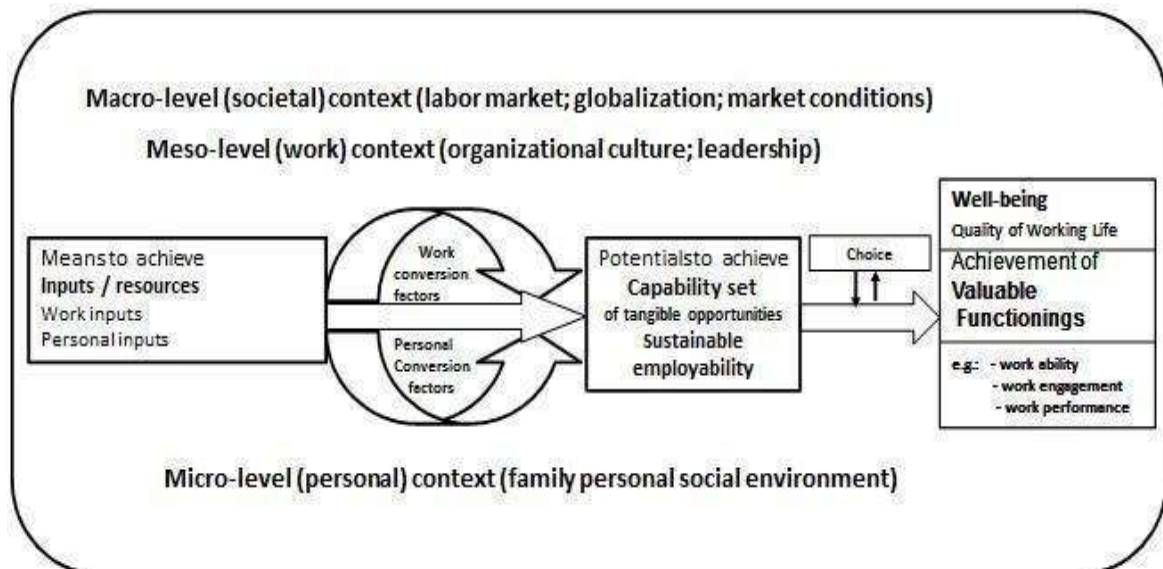 Macro-level (societal) context (labor market; globalization; market conditions)
Meso-level (work) context (organizational culture; leadership)
Meansto achieve
Inputs / resources
Work inputs
Personal inputs
Work
conversion
factors
Personal
Conversion
factors
Potentialsto achieve
Capability set
of tangible opportunities
Sustainable
employability
Choice
Well-being
Quality of Working Life
Achievement of
Valuable
Functionings
e.g.: - work ability
- work engagement
- work performance
Micro-level (personal) context (family personal social environment)